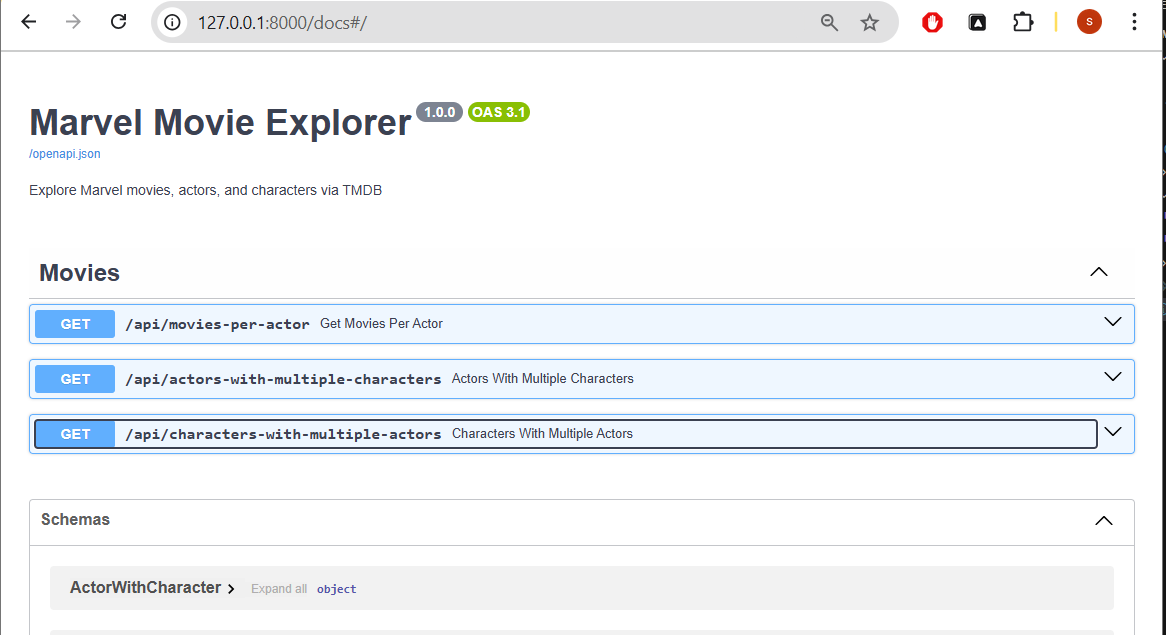 127.0.0.1:8000/docs#/
S
Marvel Movie Explorer 1.0.0 OAS 3.1
/openapi.json
Explore Marvel movies, actors, and characters via TMDB
Movies
GET /api/movies-per-actor Get Movies Per Actor
GET /api/actors-with-multiple-characters Actors With Multiple Characters
GET /api/characters-with-multiple-actors Characters With Multiple Actors
Schemas
ActorWithCharacter Expand all object